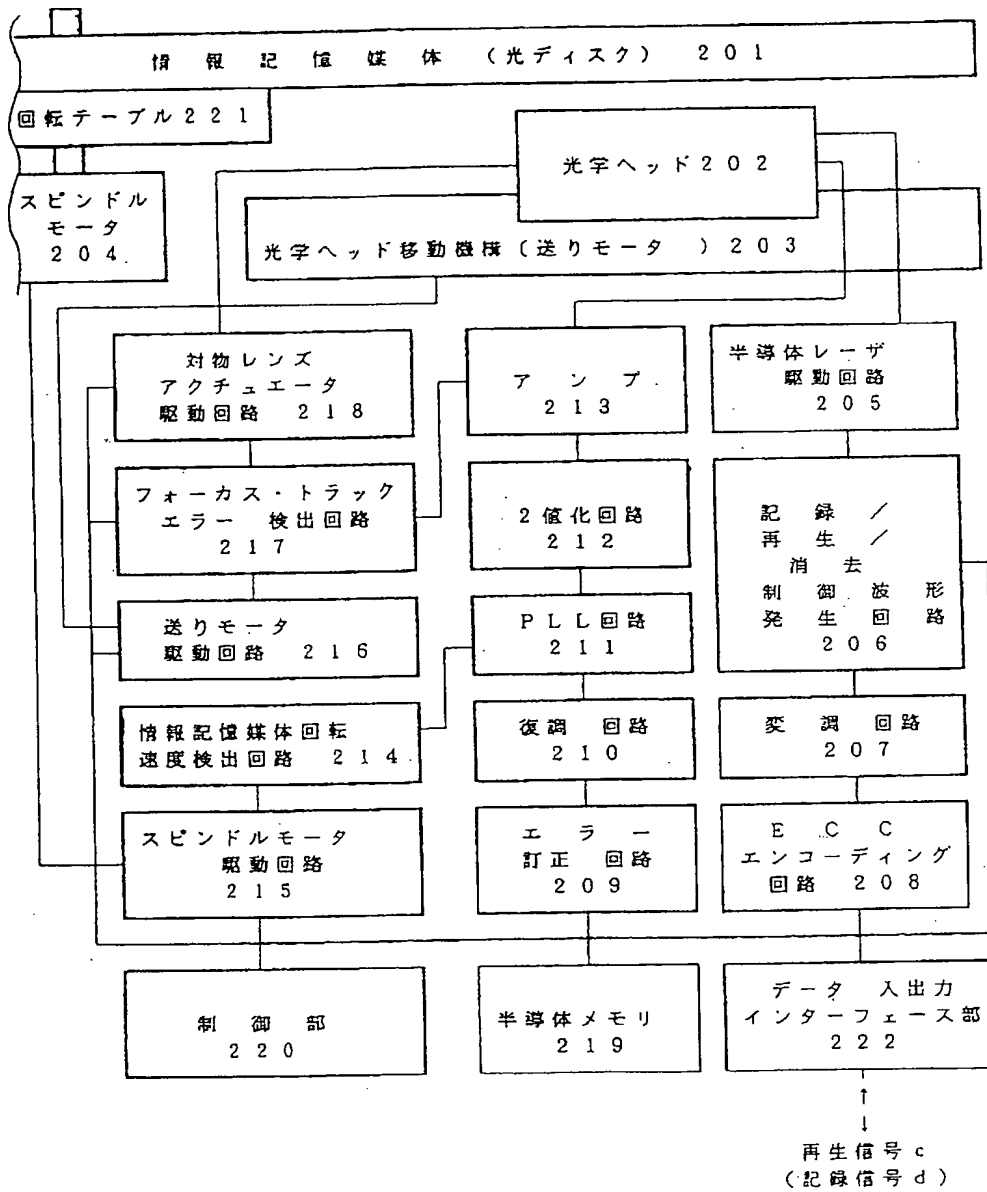 情報記憶媒体（光ディスク） 201
回転テーブル221
光学ヘッド202
スピンドル
モータ
204
光学ヘッド移動機構（送りモータ ）203
対物レンズ
アクチュエータ
駆動回路 218
アンプ
213
半導体レーザ
駆動回路
205
フォーカス・トラック
エラー 検出回路
217
2値化回路
212
記録／
再生／
消去
制御波形
発生回路
206
送りモータ
駆動回路 216
PLL回路
211
情報記憶媒体回転
速度検出回路 214
復調 回路
210
変調 回路
207
スピンドルモータ
駆動回路
215
エラー
訂正 回路
209
ECC
エンコーディング
回路 208
制御部
220
半導体メモリ
219
データ 入出力
インターフェース部
222
↑
↓
再生信号c
（記録信号d）